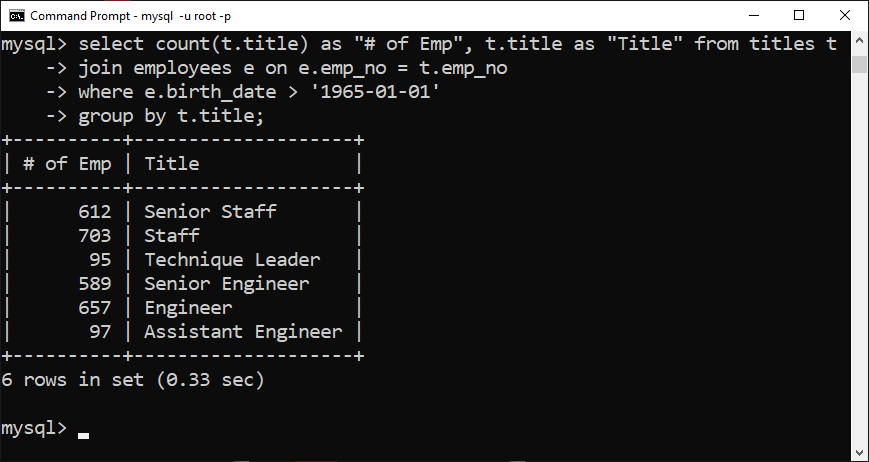 Command Prompt - mysql -u root -p
mysql> select count(t.title) as "# of Emp", t.title as "Title" from titles t
    -> join employees e on e.emp_no = t.emp_no
    -> where e.birth_date > '1965-01-01'
    -> group by t.title;
+----------+--------------------+
| # of Emp | Title              |
+----------+--------------------+
|      612 | Senior Staff       |
|      703 | Staff              |
|       95 | Technique Leader   |
|      589 | Senior Engineer    |
|      657 | Engineer           |
|       97 | Assistant Engineer |
+----------+--------------------+
6 rows in set (0.33 sec)
mysql>